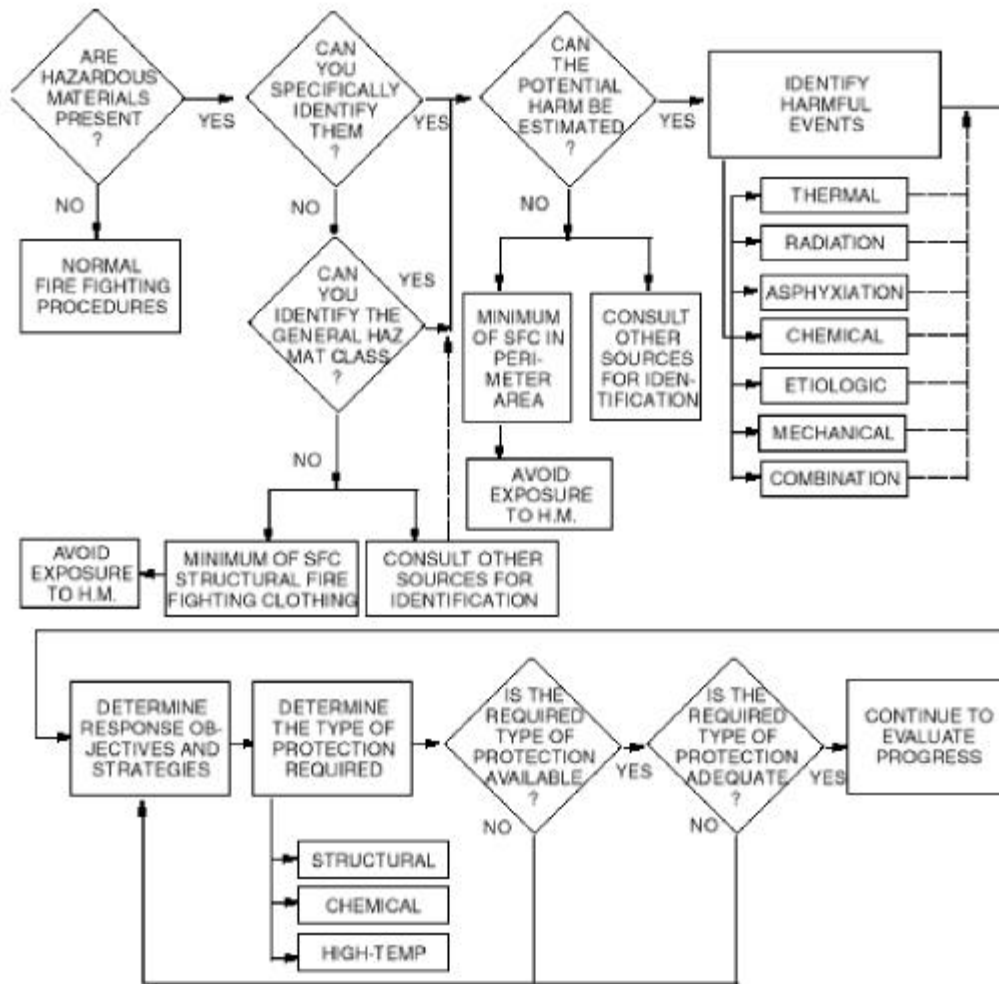 ARE
HAZARDOUS
MATERIALS
PRESENT
?
YES
NO
NORMAL
FIRE FIGHTING
PROCEDURES
CAN
YOU
SPECIFICALLY
IDENTIFY
THEM
?
YES
NO
CAN
YOU
IDENTIFY THE
GENERAL HAZ
MAT CLASS
?
YES
NO
AVOID
EXPOSURE
TO H.M.
MINIMUM OF SFC
STRUCTURAL FIRE
FIGHTING CLOTHING
CONSULT OTHER
SOURCES FOR
IDENTIFICATION
CAN
THE
POTENTIAL
HARM BE
ESTIMATED
?
YES
NO
MINIMUM
OF SFC IN
PERI-
METER
AREA
CONSULT
OTHER
SOURCES
FOR IDEN-
TIFICATION
AVOID
EXPOSURE
TO H.M.
IDENTIFY
HARMFUL
EVENTS
THERMAL
RADIATION
ASPHYXIATION
CHEMICAL
ETIOLOGIC
MECHANICAL
COMBINATION
DETERMINE
RESPONSE OB-
JECTIVES AND
STRATEGIES
DETERMINE
THE TYPE OF
PROTECTION
REQUIRED
STRUCTURAL
CHEMICAL
HIGH-TEMP
IS THE
REQUIRED
TYPE OF
PROTECTION
AVAILABLE
?
YES
NO
IS THE
REQUIRED
TYPE OF
PROTECTION
ADEQUATE
?
YES
NO
CONTINUE TO
EVALUATE
PROGRESS